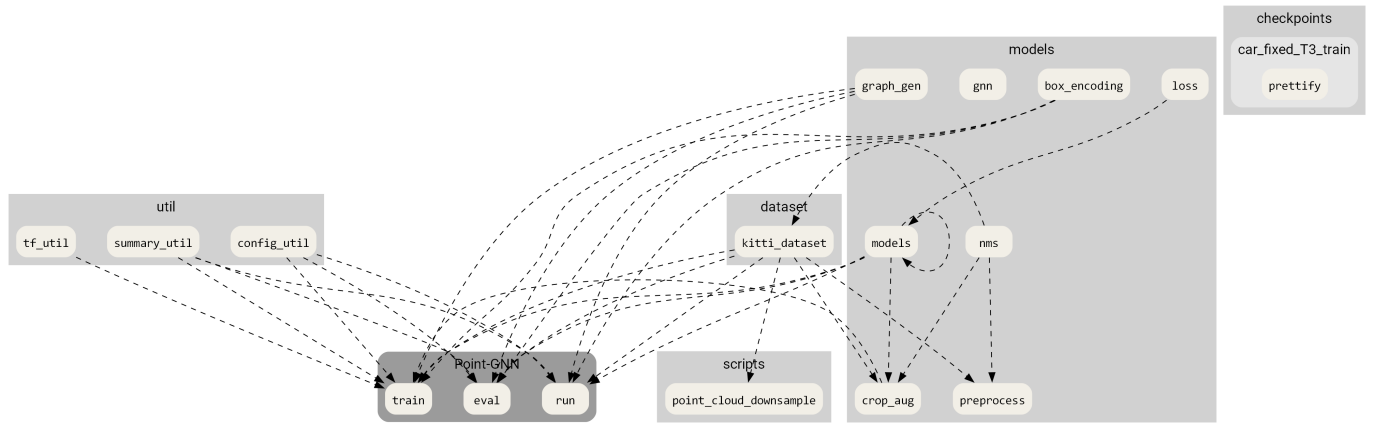 checkpoints
car_fixed_T3_train
prettify
models
graph_gen
gnn
box_encoding
loss
util
tf_util
summary_util
config_util
dataset
kitti_dataset
models
nms
Point-GNN
train
eval
run
scripts
point_cloud_downsample
crop_aug
preprocess